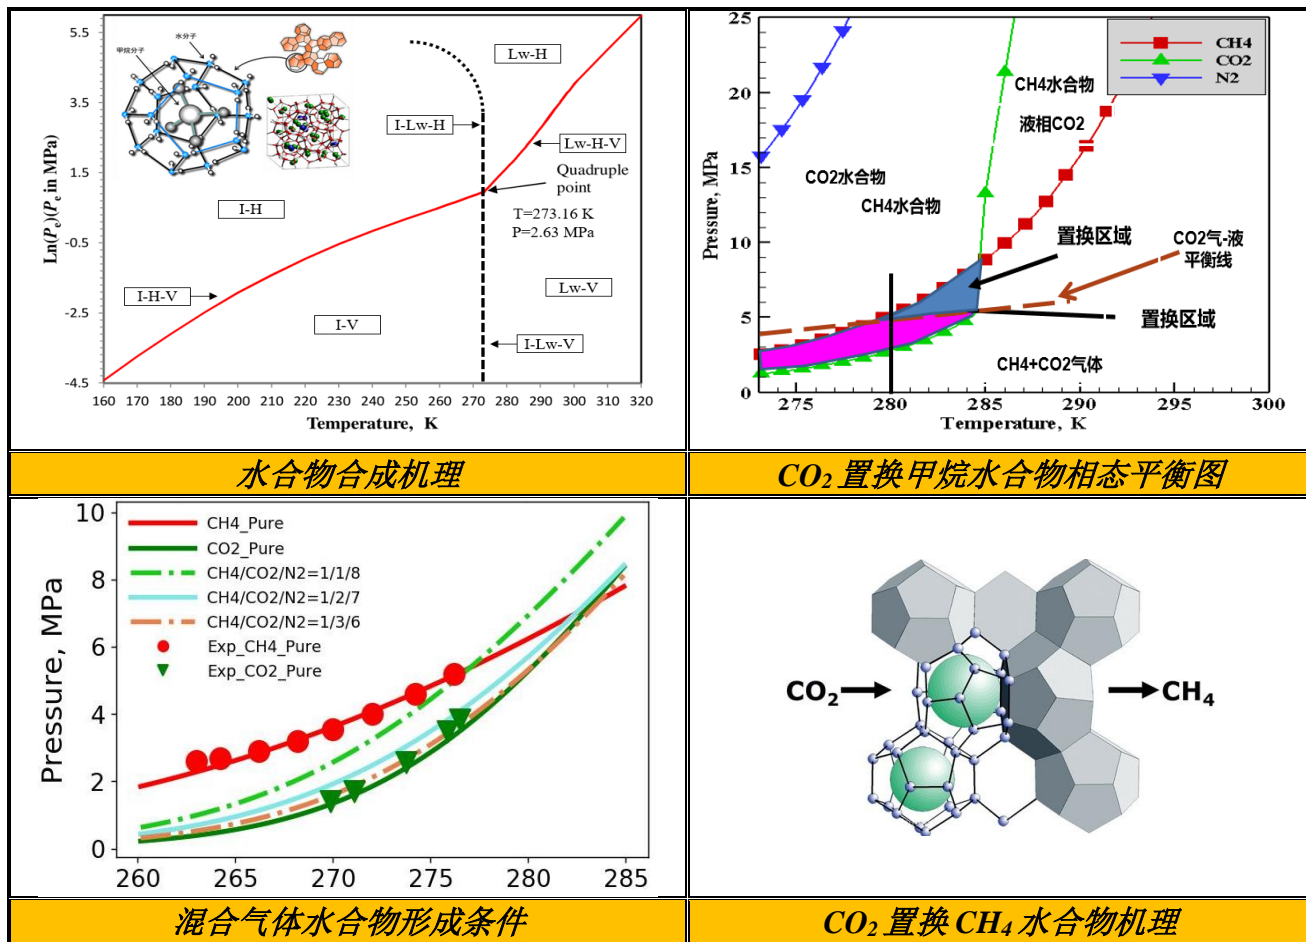 甲烷分子
水分子
5.5
3.5
1.5
-0.5
-2.5
-4.5
Ln(Pₑ)(Pₑ in MPa)
Lw-H
I-Lw-H
Lw-H-V
Quadruple
point
T=273.16 K
P=2.63 MPa
I-H
I-H-V
I-V
Lw-V
I-Lw-V
160 170 180 190 200 210 220 230 240 250 260 270 280 290 300 310 320
Temperature, K
25
20
15
10
5
0
Pressure, MPa
CH4
CO2
N2
CH4水合物
液相CO2
CO2水合物
CH4水合物
置换区域
CO2气-液
平衡线
置换区域
CH4+CO2气体
275 280 285 290 295 300
Temperature, K
水合物合成机理
CO₂ 置换甲烷水合物相态平衡图
10
8
6
4
2
0
Pressure, MPa
CH4_Pure
CO2_Pure
CH4/CO2/N2=1/1/8
CH4/CO2/N2=1/2/7
CH4/CO2/N2=1/3/6
Exp_CH4_Pure
Exp_CO2_Pure
260 265 270 275 280 285
CO₂
CH₄
混合气体水合物形成条件
CO₂ 置换 CH₄ 水合物机理